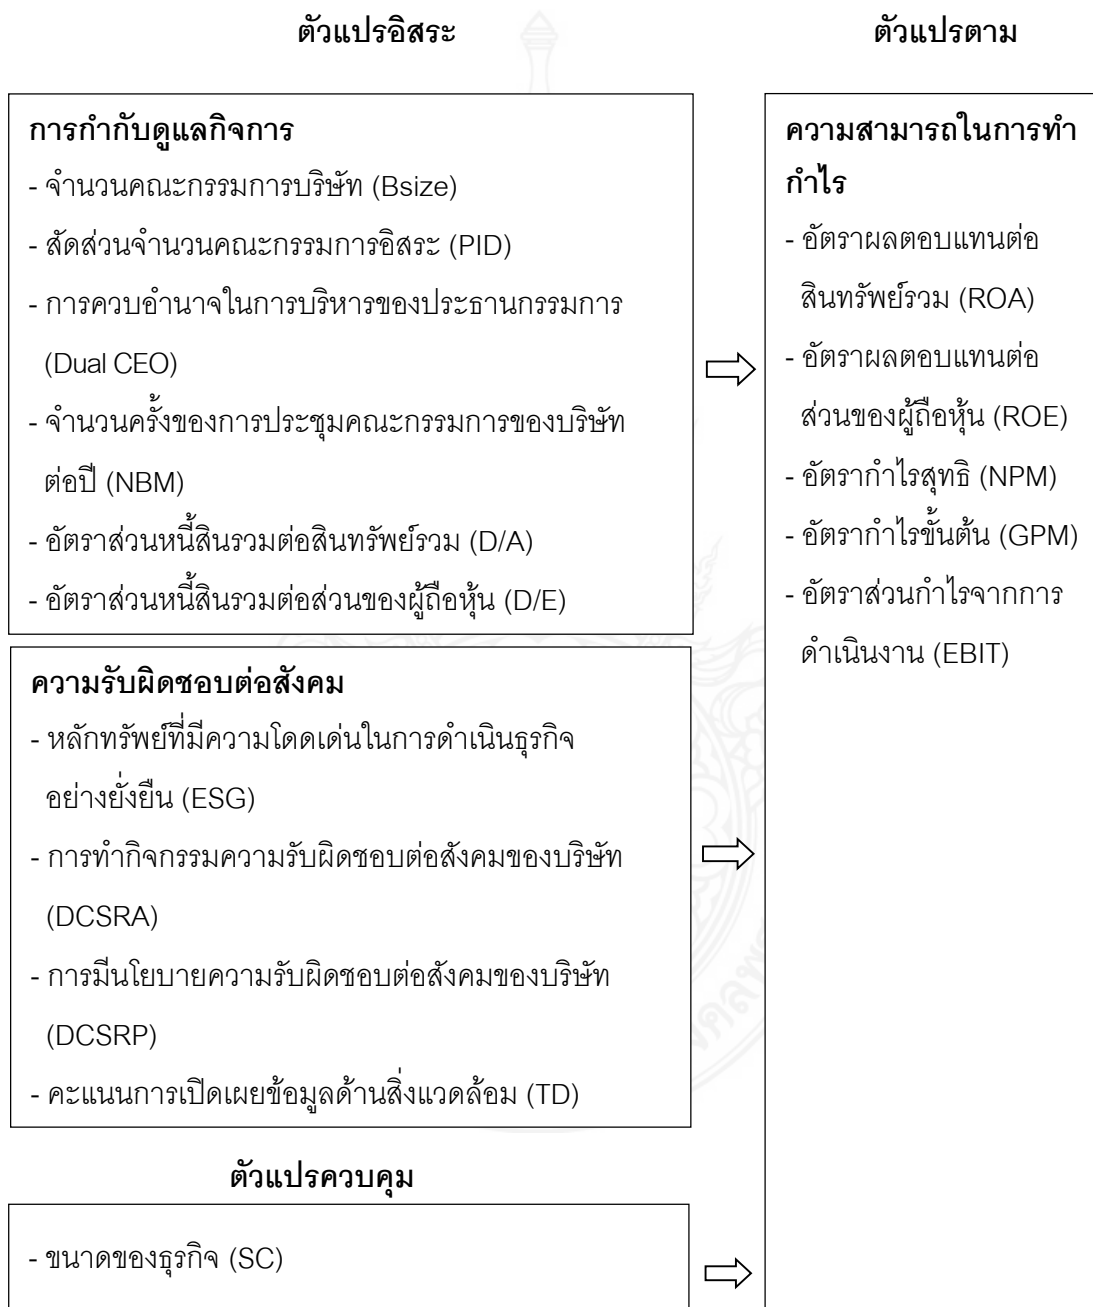 ตัวแปรอิสระ
ตัวแปรตาม
การกำกับดูแลกิจการ
- จำนวนคณะกรรมการบริษัท (Bsize)
- สัดส่วนจำนวนคณะกรรมการอิสระ (PID)
- การควบอำนาจในการบริหารของประธานกรรมการ
(Dual CEO)
- จำนวนครั้งของการประชุมคณะกรรมการของบริษัท
ต่อปี (NBM)
- อัตราส่วนหนี้สินรวมต่อสินทรัพย์รวม (D/A)
- อัตราส่วนหนี้สินรวมต่อส่วนของผู้ถือหุ้น (D/E)
ความรับผิดชอบต่อสังคม
- หลักทรัพย์ที่มีความโดดเด่นในการดำเนินธุรกิจ
อย่างยั่งยืน (ESG)
- การทำกิจกรรมความรับผิดชอบต่อสังคมของบริษัท
(DCSRA)
- การมีนโยบายความรับผิดชอบต่อสังคมของบริษัท
(DCSRP)
- คะแนนการเปิดเผยข้อมูลด้านสิ่งแวดล้อม (TD)
ตัวแปรควบคุม
- ขนาดของธุรกิจ (SC)
ความสามารถในการทำ
กำไร
- อัตราผลตอบแทนต่อ
สินทรัพย์รวม (ROA)
- อัตราผลตอบแทนต่อ
ส่วนของผู้ถือหุ้น (ROE)
- อัตรากำไรสุทธิ (NPM)
- อัตรากำไรขั้นต้น (GPM)
- อัตราส่วนกำไรจากการ
ดำเนินงาน (EBIT)